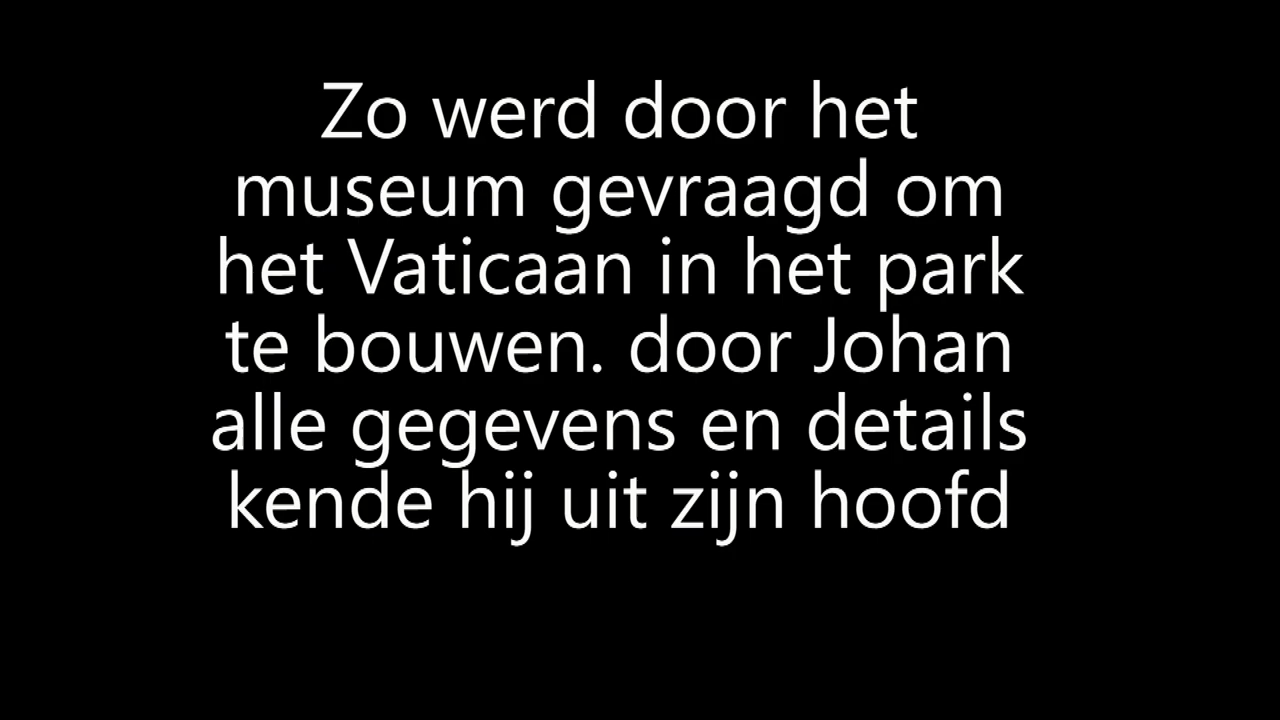 Zo werd door het
museum gevraagd om
het Vaticaan in het park
te bouwen. door Johan
alle gegevens en details
kende hij uit zijn hoofd